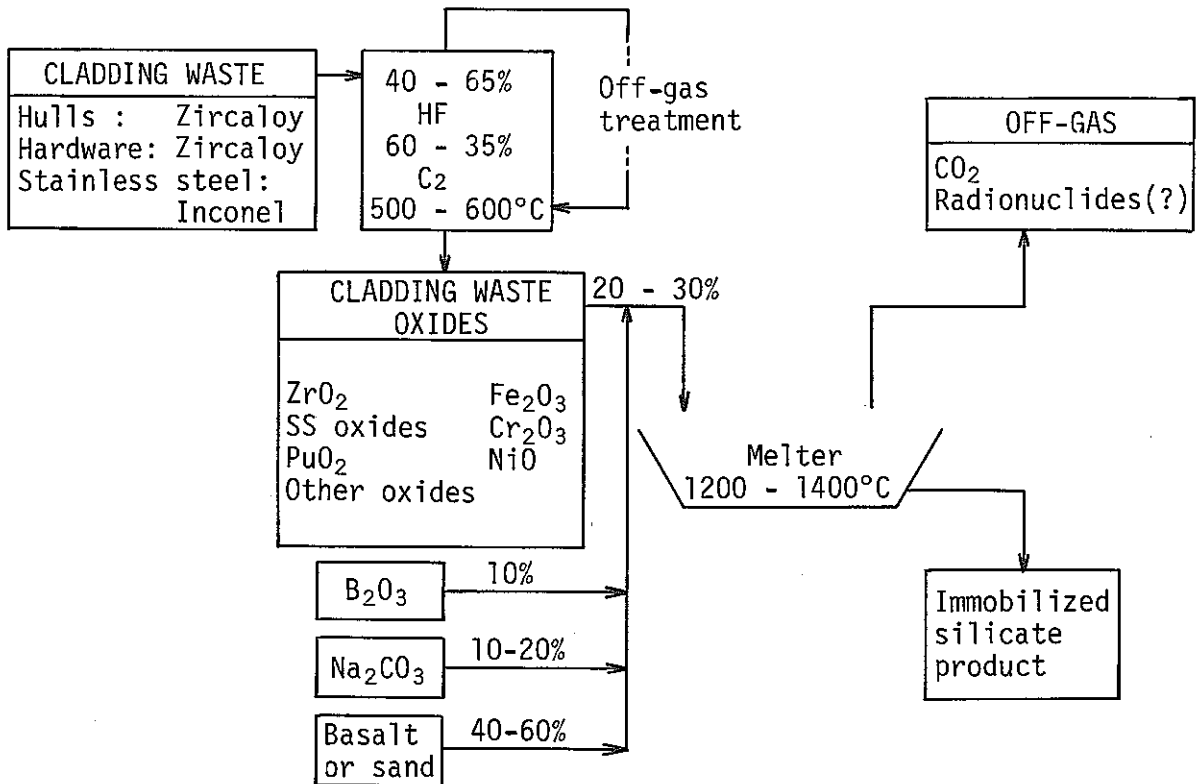 CLADDING WASTE
Hulls : Zircaloy
Hardware: Zircaloy
Stainless steel:
Inconel
40 - 65%
HF
60 - 35%
C₂
500 - 600°C
Off-gas
treatment
OFF-GAS
CO₂
Radionuclides(?)
CLADDING WASTE
OXIDES
ZrO₂ Fe₂O₃
SS oxides Cr₂O₃
PuO₂ NiO
Other oxides
20 - 30%
Melter
1200 - 1400°C
B₂O₃
10%
Na₂CO₃
10-20%
Basalt
or sand
40-60%
Immobilized
silicate
product